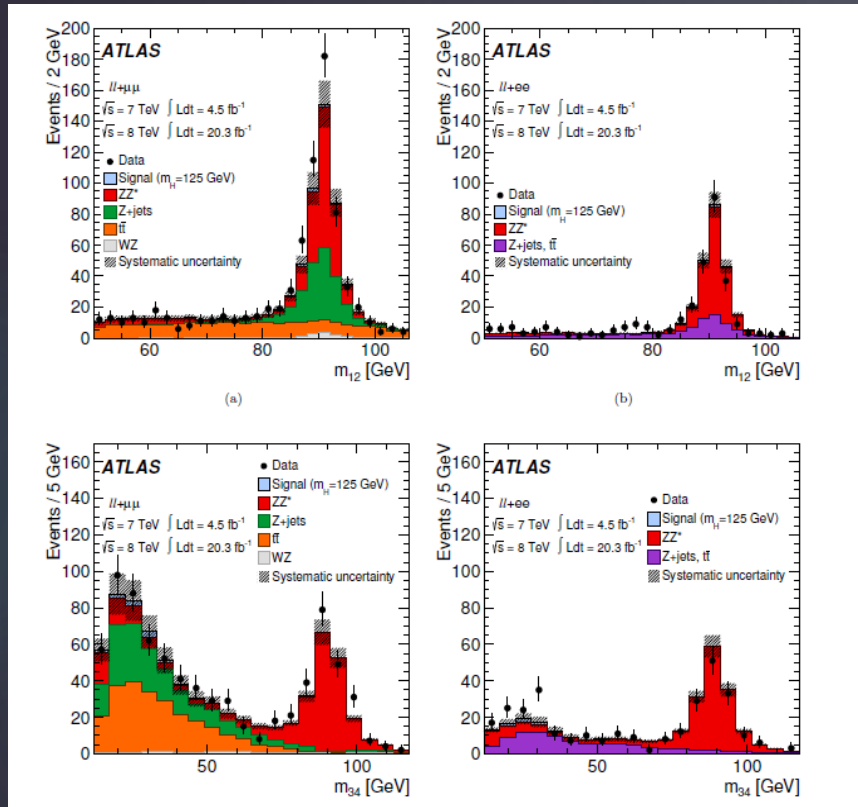 Events / 2 GeV
200
180
160
140
120
100
80
60
40
20
0
ATLAS
ll+μμ
√s = 7 TeV ∫ Ldt = 4.5 fb⁻¹
√s = 8 TeV ∫ Ldt = 20.3 fb⁻¹
Data
Signal (m_H=125 GeV)
ZZ*
Z+jets
tt̄
WZ
Systematic uncertainty
60 80 100
m₁₂ [GeV]
(a)
Events / 2 GeV
200
180
160
140
120
100
80
60
40
20
0
ATLAS
ll+ee
√s = 7 TeV ∫ Ldt = 4.5 fb⁻¹
√s = 8 TeV ∫ Ldt = 20.3 fb⁻¹
Data
Signal (m_H=125 GeV)
ZZ*
Z+jets, tt̄
Systematic uncertainty
60 80 100
m₁₂ [GeV]
(b)
Events / 5 GeV
160
140
120
100
80
60
40
20
0
ATLAS
ll+μμ
√s = 7 TeV ∫ Ldt = 4.5 fb⁻¹
√s = 8 TeV ∫ Ldt = 20.3 fb⁻¹
Data
Signal (m_H=125 GeV)
ZZ*
Z+jets
tt̄
WZ
Systematic uncertainty
50 100
m₃₄ [GeV]
Events / 5 GeV
160
140
120
100
80
60
40
20
0
ATLAS
ll+ee
√s = 7 TeV ∫ Ldt = 4.5 fb⁻¹
√s = 8 TeV ∫ Ldt = 20.3 fb⁻¹
Data
Signal (m_H=125 GeV)
ZZ*
Z+jets, tt̄
Systematic uncertainty
50 100
m₃₄ [GeV]